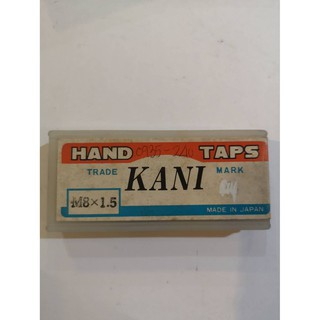 HAND TAPS
TRADE MARK
KANI
M8×1.5
MADE IN JAPAN